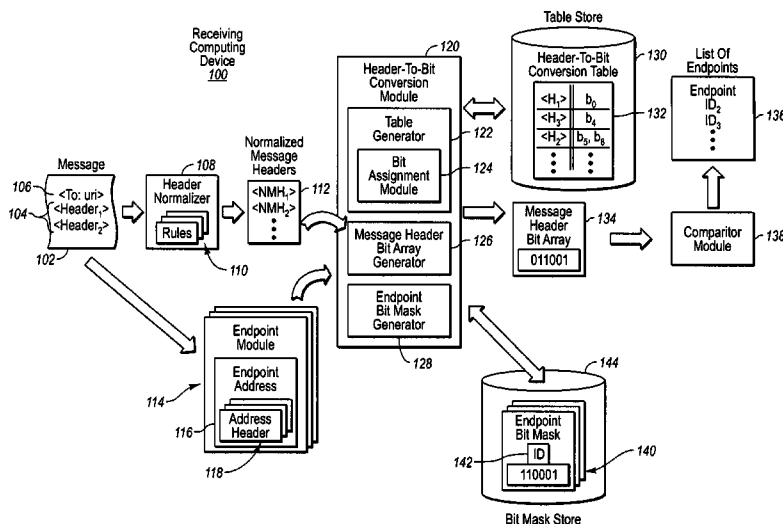 Receiving
Computing
Device
100
Message
106
<To: uri>
104
<Header1>
<Header2>
102
108
Header
Normalizer
Rules
110
Normalized
Message
Headers
<NMH1>
<NMH2>
112
120
Header-To-Bit
Conversion
Module
Table
Generator
122
Bit
Assignment
Module
124
Message Header
Bit Array
Generator
126
Endpoint
Bit Mask
Generator
128
Table Store
130
Header-To-Bit
Conversion Table
<H1> b0
<H3> b4
<H2> b5, b6
132
List Of
Endpoints
Endpoint
ID2
ID3
136
Message
Header
Bit Array
011001
134
Comparitor
Module
138
Endpoint
Module
114
Endpoint
Address
116
Address
Header
118
144
Endpoint
Bit Mask
142
ID
110001
140
Bit Mask Store